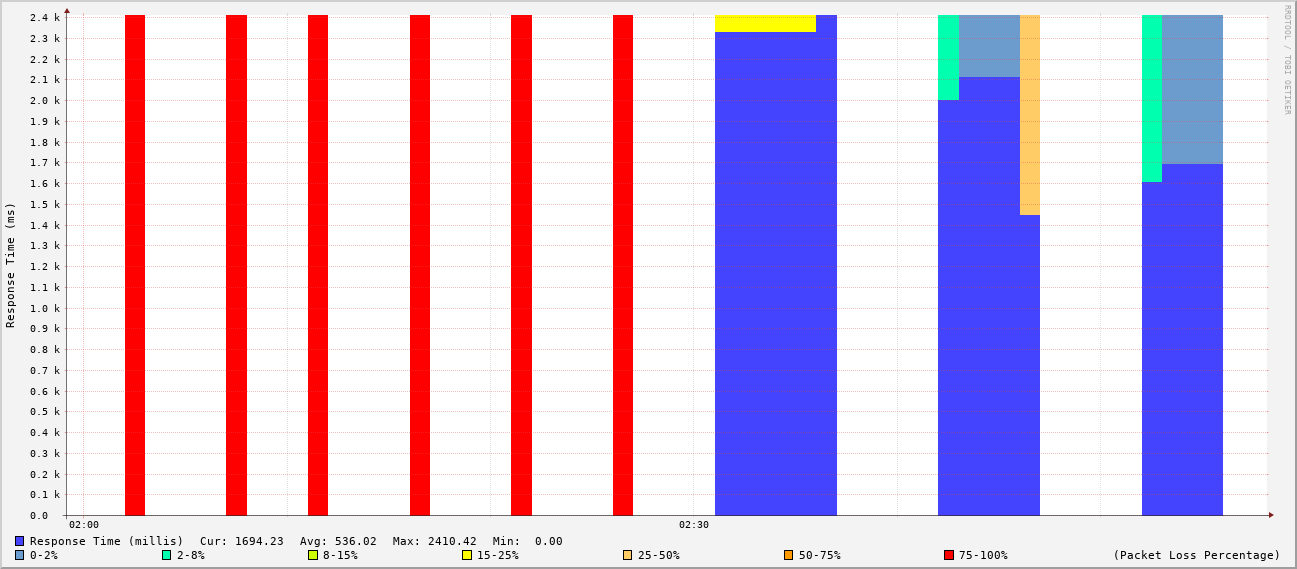 2.4 k
2.3 k
2.2 k
2.1 k
2.0 k
1.9 k
1.8 k
1.7 k
1.6 k
1.5 k
1.4 k
1.3 k
1.2 k
1.1 k
1.0 k
0.9 k
0.8 k
0.7 k
0.6 k
0.5 k
0.4 k
0.3 k
0.2 k
0.1 k
0.0
Response Time (ms)
RRDTOOL / TOBI OETIKER
02:00 02:30
Response Time (millis) Cur: 1694.23 Avg: 536.02 Max: 2410.42 Min: 0.00
0-2% 2-8% 8-15% 15-25% 25-50% 50-75% 75-100% (Packet Loss Percentage)